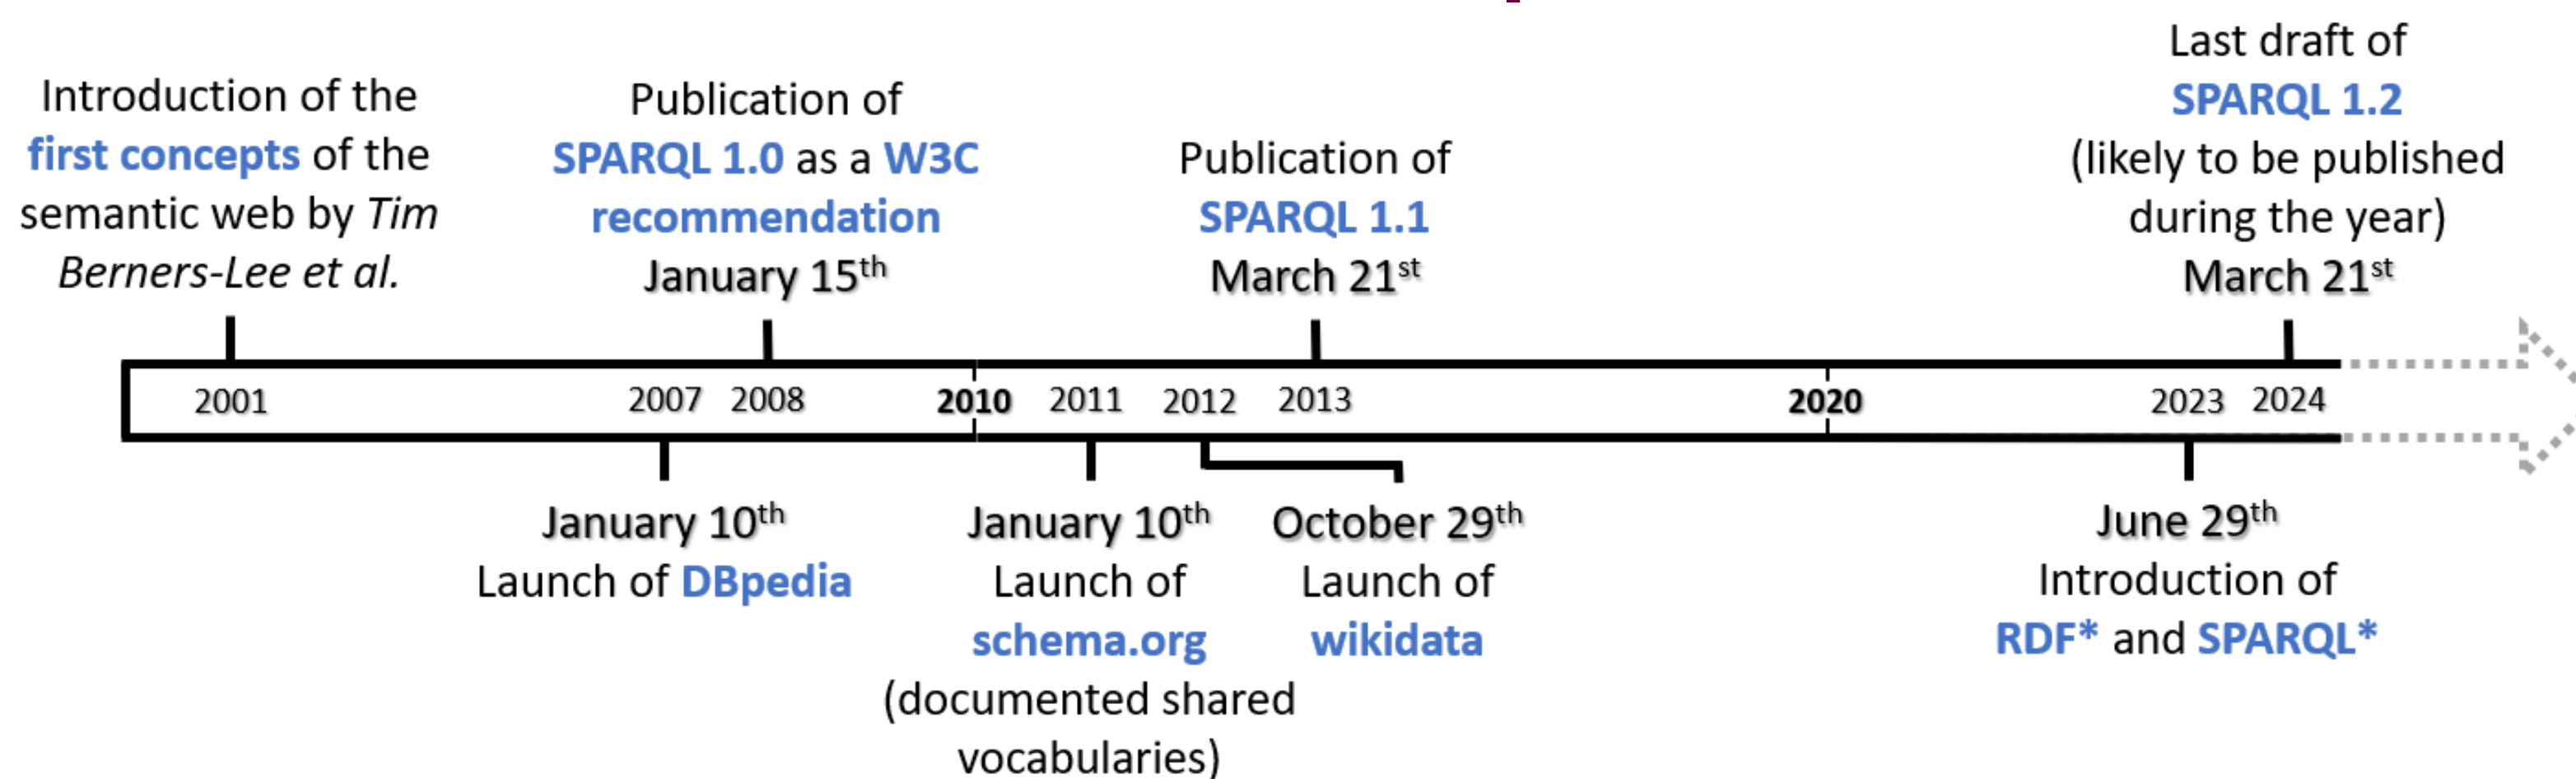 Introduction of the
first concepts of the
semantic web by Tim
Berners-Lee et al.
Publication of
SPARQL 1.0 as a W3C
recommendation
January 15th
Publication of
SPARQL 1.1
March 21st
Last draft of
SPARQL 1.2
(likely to be published
during the year)
March 21st
2001 2007 2008 2010 2011 2012 2013 2020 2023 2024
January 10th
Launch of DBpedia
January 10th
Launch of
schema.org
(documented shared
vocabularies)
October 29th
Launch of
wikidata
June 29th
Introduction of
RDF* and SPARQL*